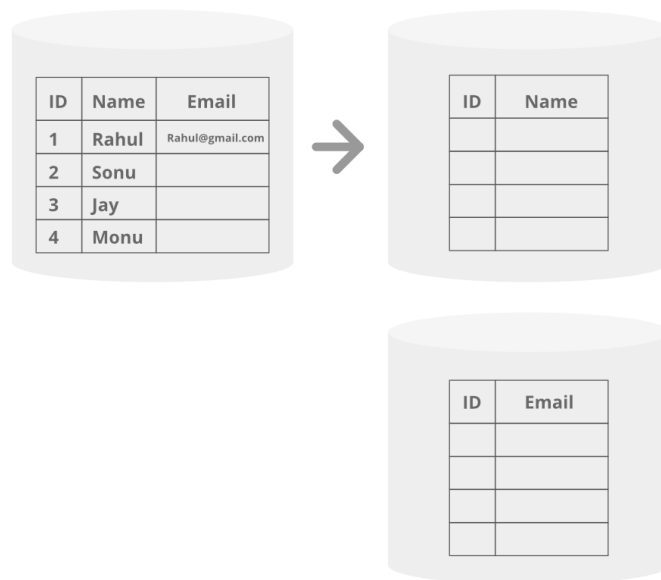 ID Name Email
1 Rahul Rahul@gmail.com
2 Sonu
3 Jay
4 Monu
ID Name
ID Email